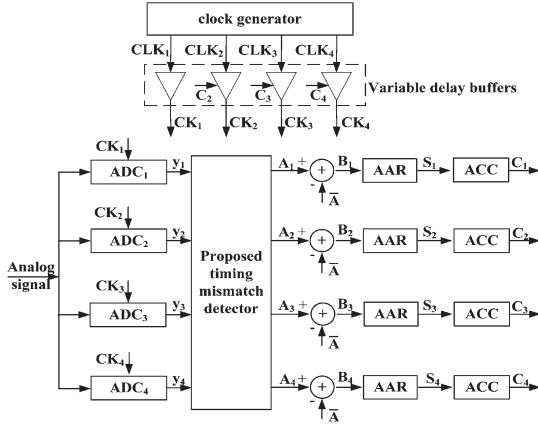 clock generator
CLK₁ CLK₂ CLK₃ CLK₄
C₂ C₃ C₄ Variable delay buffers
CK₁ CK₂ CK₃ CK₄
CK₁
ADC₁ y₁ A₁ + B₁ AAR S₁ ACC C₁
- A̅
CK₂
ADC₂ y₂ A₂ + B₂ AAR S₂ ACC C₂
- A̅
Analog
signal
Proposed
timing
mismatch
detector
CK₃
ADC₃ y₃ A₃ + B₃ AAR S₃ ACC C₃
- A̅
CK₄
ADC₄ y₄ A₄ + B₄ AAR S₄ ACC C₄
- A̅